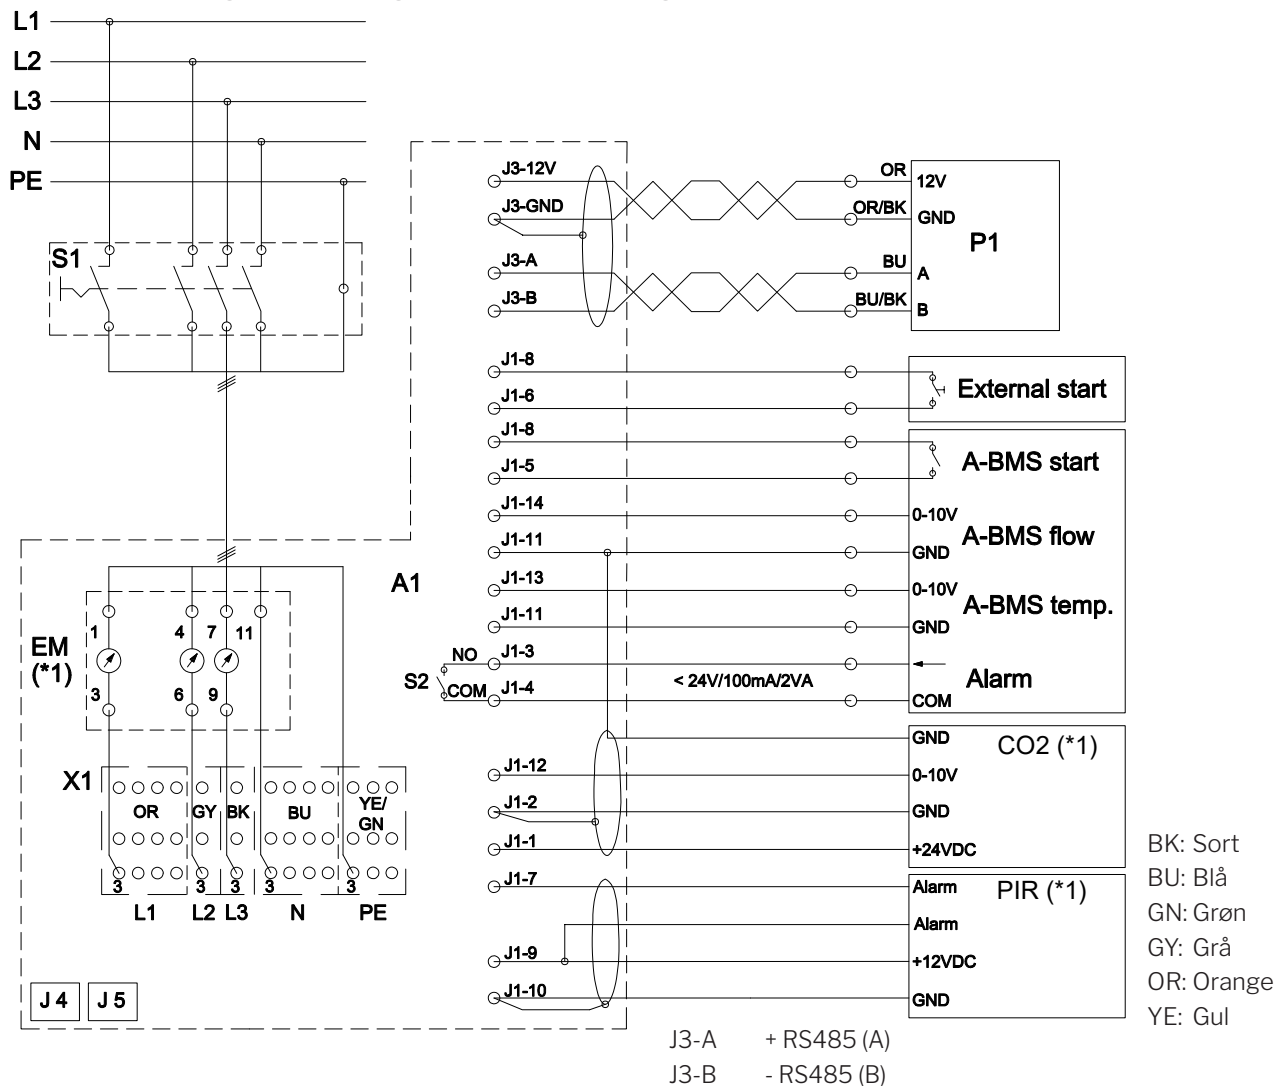 L1
L2
L3
N
PE
S1
J3-12V
J3-GND
J3-A
J3-B
OR
OR/BK
BU
BU/BK
12V
GND
A
B
P1
J1-8
J1-6
External start
J1-8
J1-5
A-BMS start
J1-14
0-10V
A-BMS flow
J1-11
GND
J1-13
0-10V
A-BMS temp.
J1-11
GND
A1
S2
NO
J1-3
COM
J1-4
< 24V/100mA/2VA
Alarm
COM
EM
(*1)
1
4
7
11
3
6
9
GND
CO2 (*1)
J1-12
0-10V
J1-2
GND
J1-1
+24VDC
J1-7
Alarm
PIR (*1)
Alarm
J1-9
+12VDC
J1-10
GND
X1
OR
GY
BK
BU
YE/
GN
3
3
3
3
3
L1
L2
L3
N
PE
J 4
J 5
BK: Sort
BU: Blå
GN: Grøn
GY: Grå
OR: Orange
YE: Gul
J3-A + RS485 (A)
J3-B - RS485 (B)